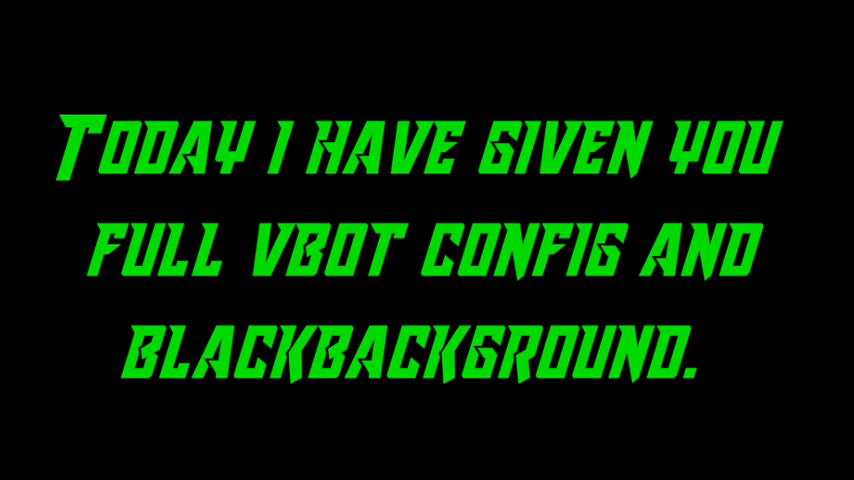 Today i have given you
full vbot config and
blackbackground.